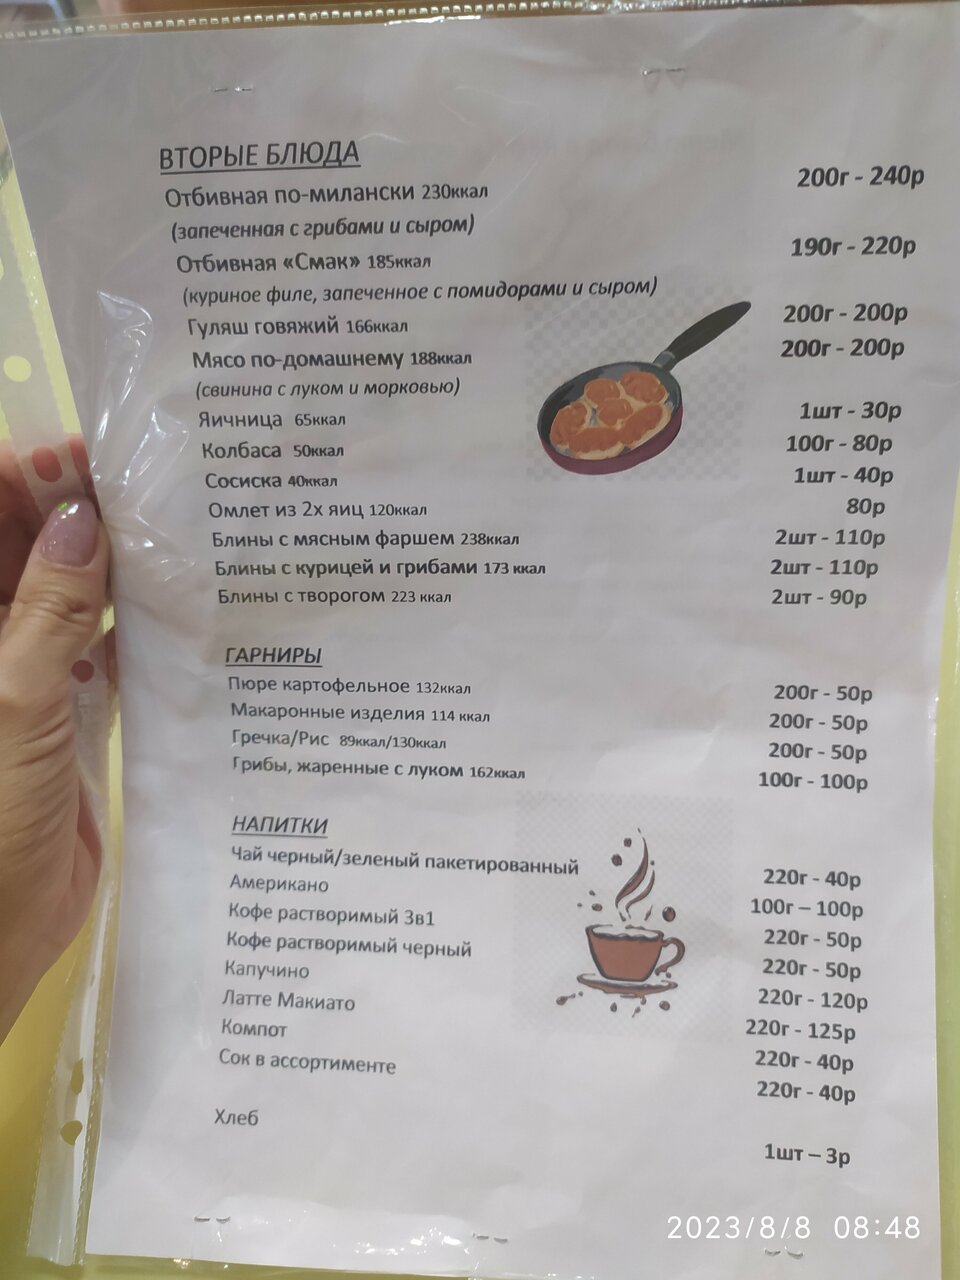 ВТОРЫЕ БЛЮДА
Отбивная по-милански 230ккал 200г - 240р
(запеченная с грибами и сыром)
Отбивная «Смак» 185ккал 190г - 220р
(куриное филе, запеченное с помидорами и сыром)
Гуляш говяжий 166ккал 200г - 200р
Мясо по-домашнему 188ккал 200г - 200р
(свинина с луком и морковью)
Яичница 65ккал 1шт - 30р
Колбаса 50ккал 100г - 80р
Сосиска 40ккал 1шт - 40р
Омлет из 2х яиц 120ккал 80р
Блины с мясным фаршем 238ккал 2шт - 110р
Блины с курицей и грибами 173 ккал 2шт - 110р
Блины с творогом 223 ккал 2шт - 90р
ГАРНИРЫ
Пюре картофельное 132ккал 200г - 50р
Макаронные изделия 114 ккал 200г - 50р
Гречка/Рис 89ккал/130ккал 200г - 50р
Грибы, жаренные с луком 162ккал 100г - 100р
НАПИТКИ
Чай черный/зеленый пакетированный 220г - 40р
Американо 100г – 100р
Кофе растворимый 3в1 220г - 50р
Кофе растворимый черный 220г - 50р
Капучино 220г - 120р
Латте Макиато 220г - 125р
Компот 220г - 40р
Сок в ассортименте 220г - 40р
Хлеб 1шт – 3р
2023/8/8 08:48